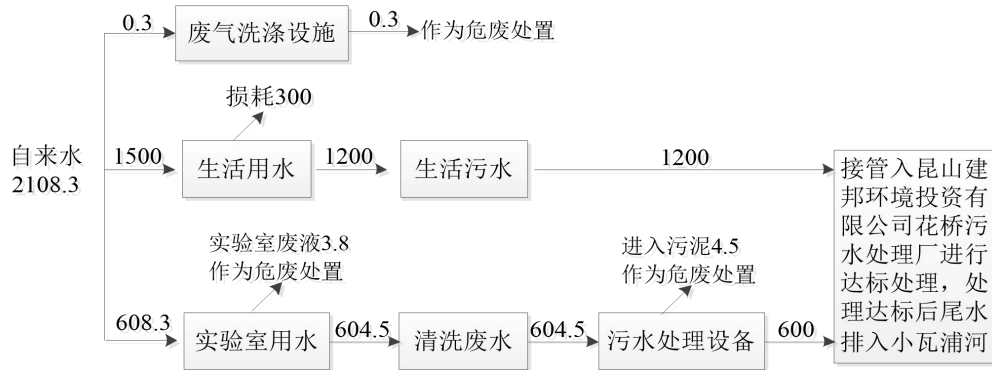 0.3
废气洗涤设施
0.3
作为危废处置
损耗300
自来水
2108.3
1500
生活用水
1200
生活污水
1200
接管入昆山建
邦环境投资有
限公司花桥污
水处理厂进行
达标处理，处
理达标后尾水
排入小瓦浦河
实验室废液3.8
作为危废处置
进入污泥4.5
作为危废处置
608.3
实验室用水
604.5
清洗废水
604.5
污水处理设备
600